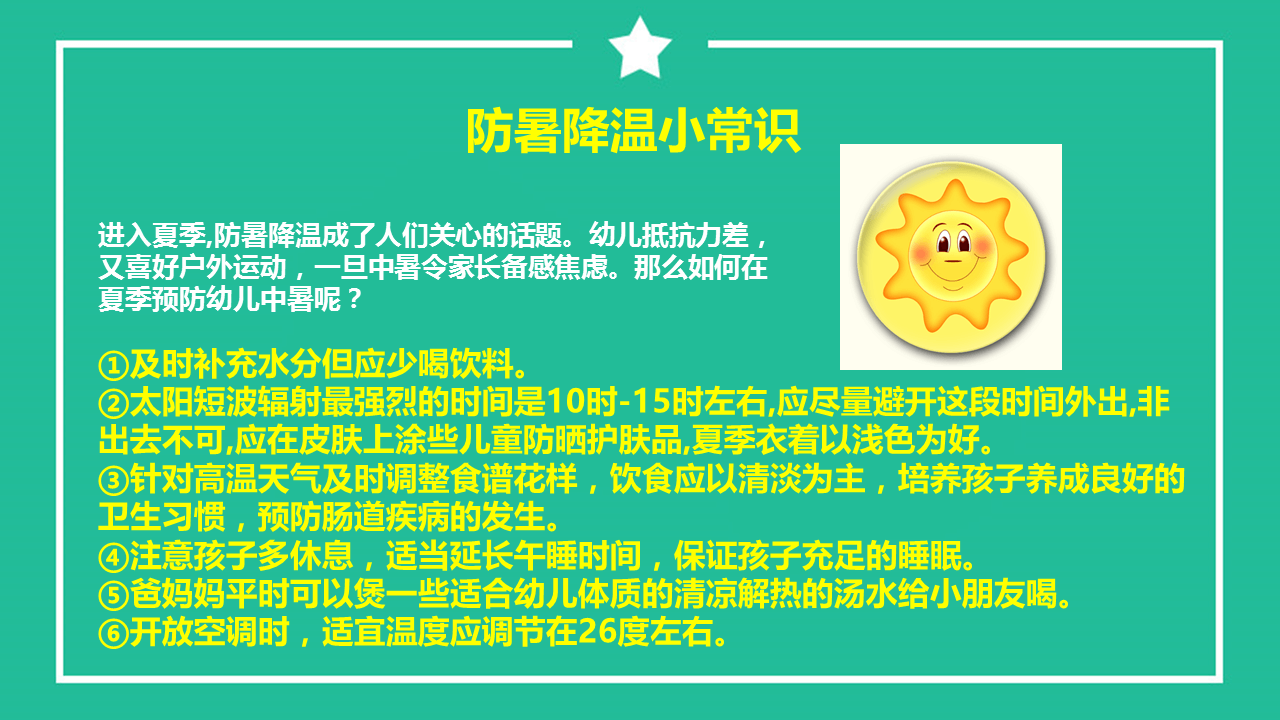 防暑降温小常识
进入夏季,防暑降温成了人们关心的话题。幼儿抵抗力差，
又喜好户外运动，一旦中暑令家长备感焦虑。那么如何在
夏季预防幼儿中暑呢？
①及时补充水分但应少喝饮料。
②太阳短波辐射最强烈的时间是10时-15时左右,应尽量避开这段时间外出,非
出去不可,应在皮肤上涂些儿童防晒护肤品,夏季衣着以浅色为好。
③针对高温天气及时调整食谱花样，饮食应以清淡为主，培养孩子养成良好的
卫生习惯，预防肠道疾病的发生。
④注意孩子多休息，适当延长午睡时间，保证孩子充足的睡眠。
⑤爸妈妈平时可以煲一些适合幼儿体质的清凉解热的汤水给小朋友喝。
⑥开放空调时，适宜温度应调节在26度左右。